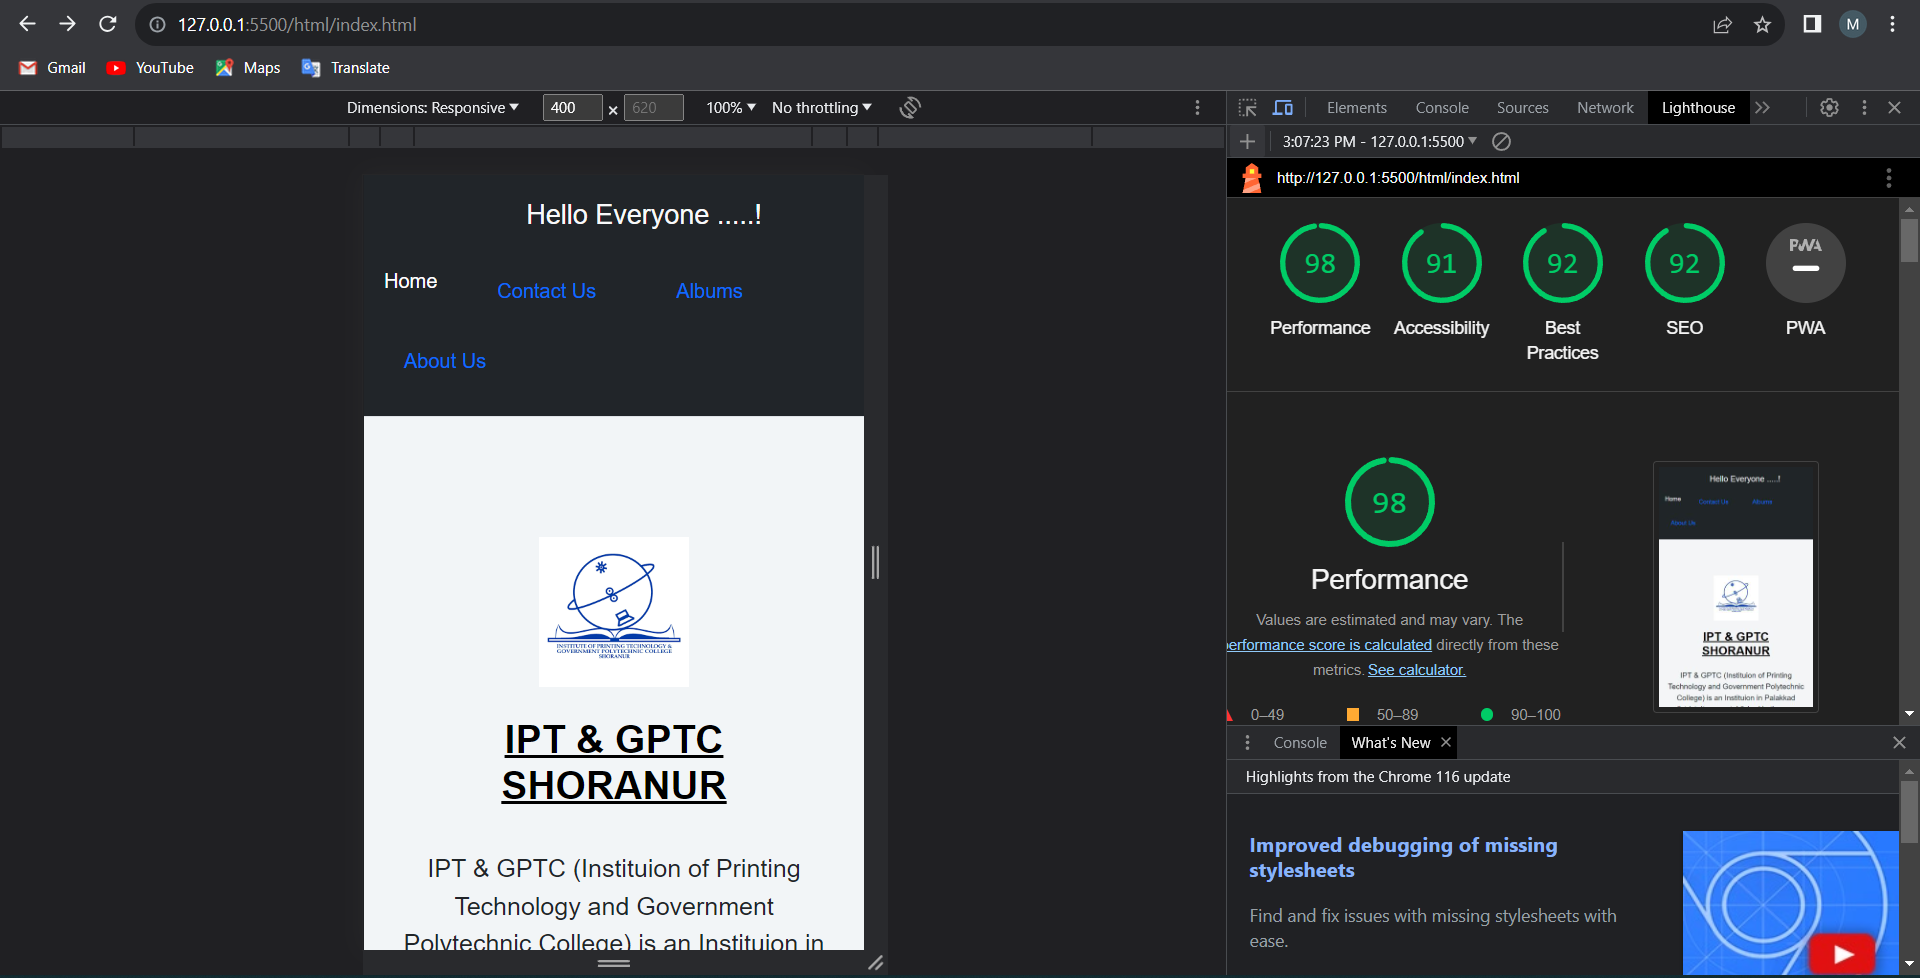 127.0.0.1:5500/html/index.html
M
Gmail
YouTube
Maps
Translate
Dimensions: Responsive
400
×
620
100%
No throttling
Elements
Console
Sources
Network
Lighthouse
3:07:23 PM - 127.0.0.1:5500
http://127.0.0.1:5500/html/index.html
Hello Everyone .....!
Home
Contact Us
Albums
About Us
INSTITUTE OF PRINTING TECHNOLOGY &
GOVERNMENT POLYTECHNIC COLLEGE
SHORANUR
IPT & GPTC
SHORANUR
IPT & GPTC (Instituion of Printing
Technology and Government
Polytechnic College) is an Instituion in
98
91
92
92
PWA
Performance
Accessibility
Best
Practices
SEO
PWA
98
Performance
Values are estimated and may vary. The
erformance score is calculated directly from these
metrics. See calculator.
0–49
50–89
90–100
Hello Everyone .....!
Home
Contact Us
Albums
About Us
IPT & GPTC
SHORANUR
IPT & GPTC (Instituion of Printing
Technology and Government Polytechnic
College) is an Instituion in Palakkad
Console
What's New
Highlights from the Chrome 116 update
Improved debugging of missing
stylesheets
Find and fix issues with missing stylesheets with
ease.